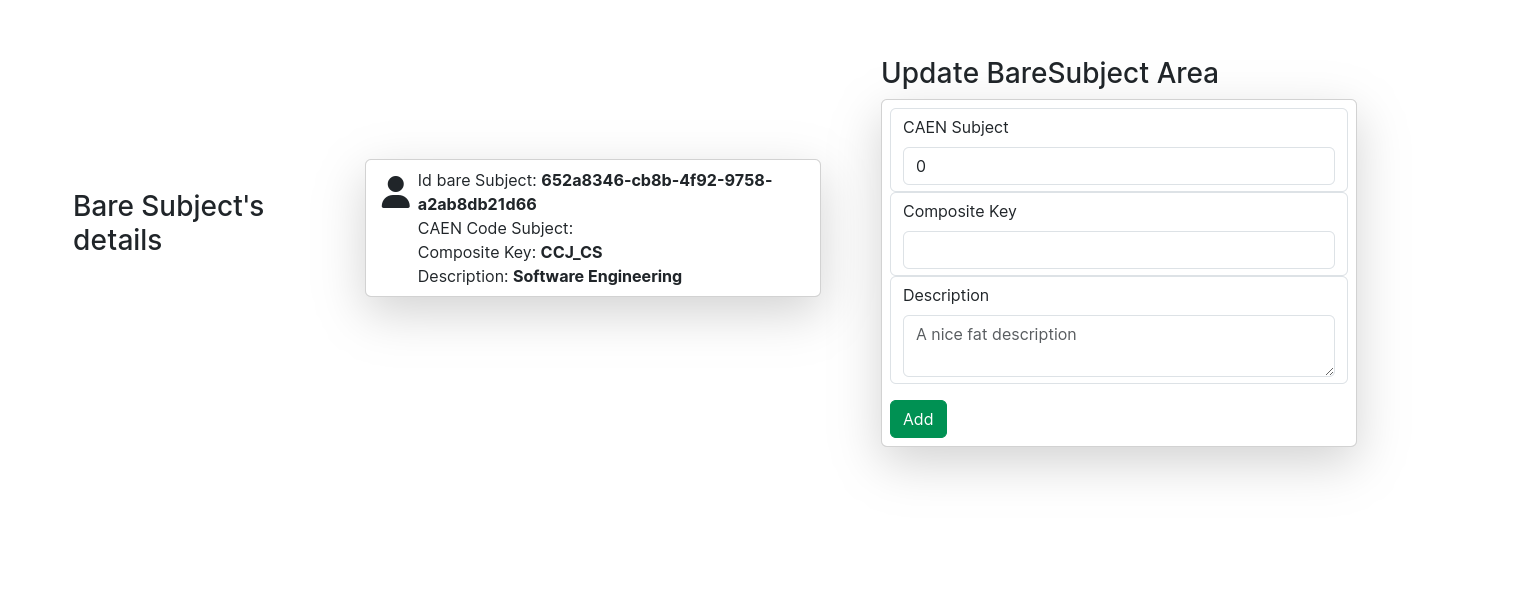 Bare Subject's
details
Id bare Subject: 652a8346-cb8b-4f92-9758-
a2ab8db21d66
CAEN Code Subject:
Composite Key: CCJ_CS
Description: Software Engineering
Update BareSubject Area
CAEN Subject
0
Composite Key
Description
A nice fat description
Add